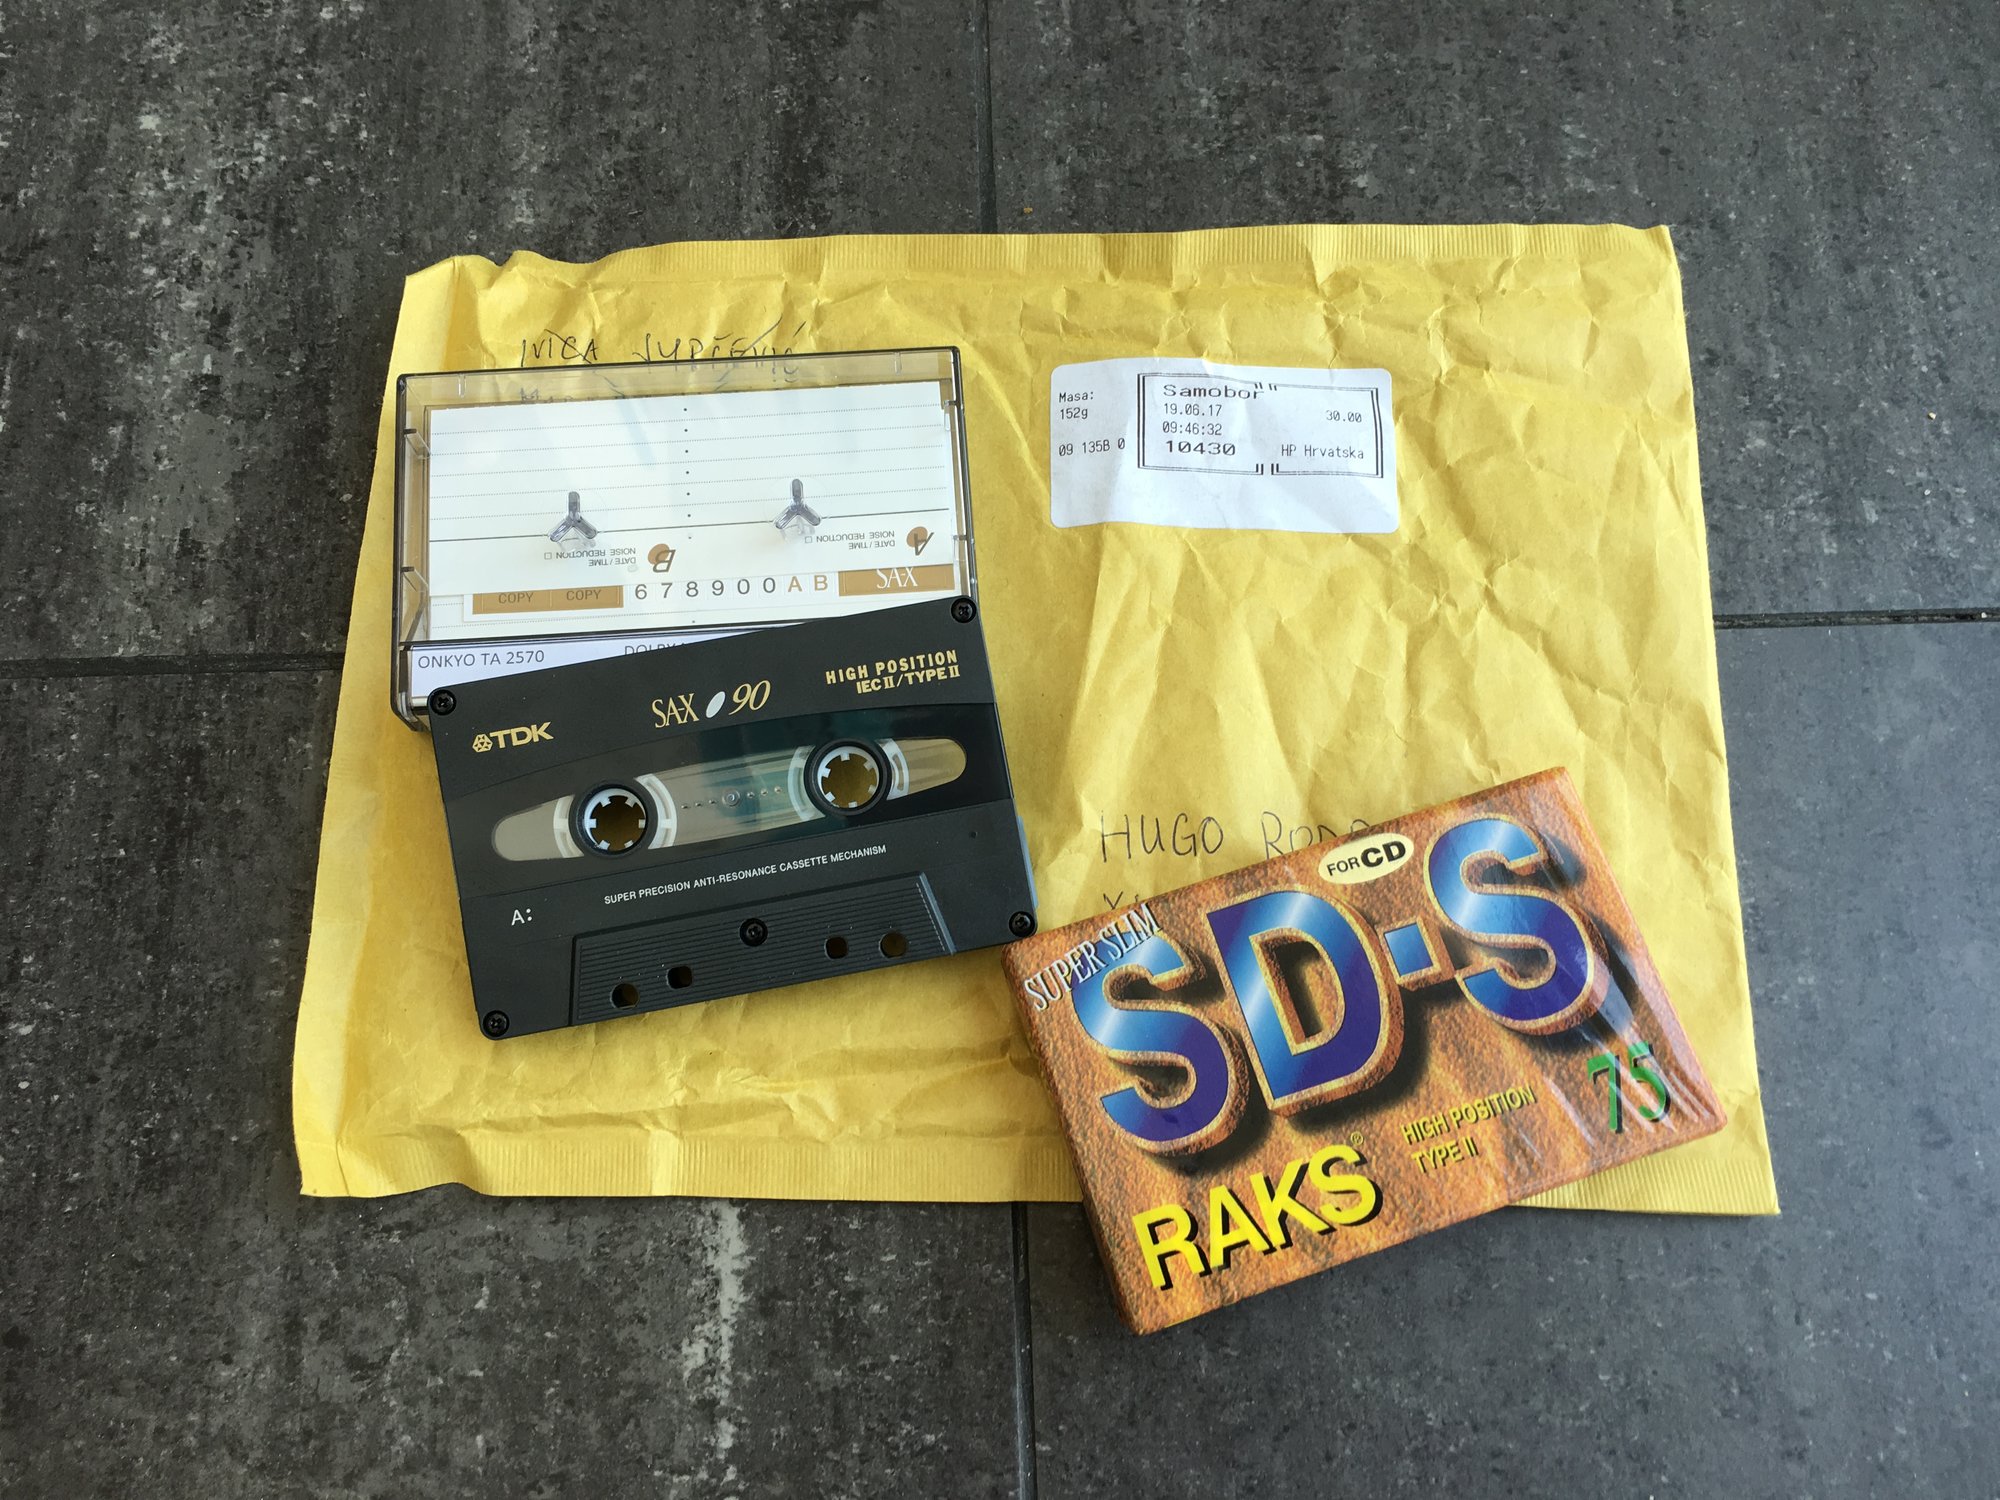 IVICA JURČEVIĆ
Masa:
152g
09 135B 0
Samobor
19.06.17
30.00
09:46:32
10430
HP Hrvatska
A
DATE/TIME
NOISE REDUCTION
B
DATE/TIME
NOISE REDUCTION
COPY COPY 678900AB SA-X
ONKYO TA 2570
TDK
SA-X 90
HIGH POSITION
IEC II/TYPE II
SUPER PRECISION ANTI-RESONANCE CASSETTE MECHANISM
A:
HUGO
FOR CD
SUPER SLIM
SD·S
75
HIGH POSITION
TYPE II
RAKS®